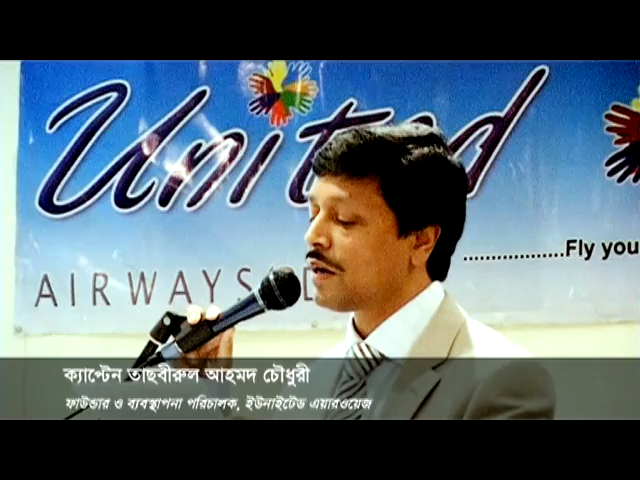 United
AIRWAYS
..................Fly you
ক্যাপ্টেন তাছবীরুল আহমদ চৌধুরী
ফাউন্ডার ও ব্যবস্থাপনা পরিচালক, ইউনাইটেড এয়ারওয়েজ